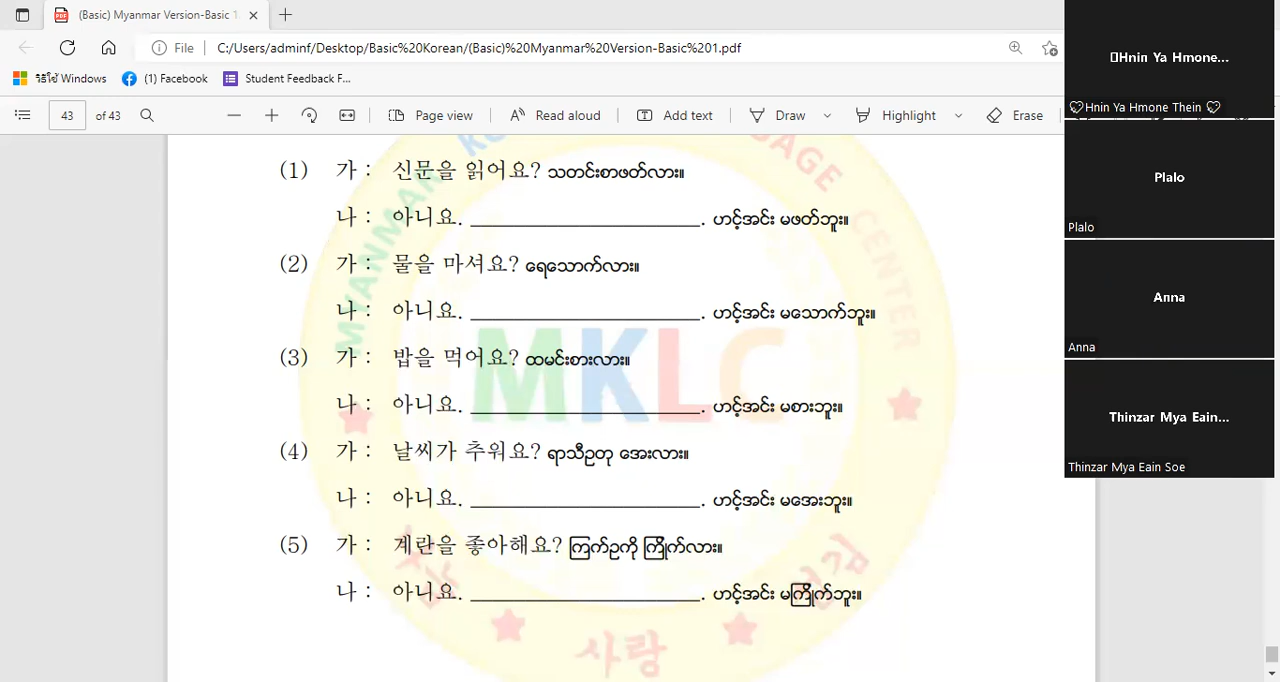 (Basic) Myanmar Version-Basic 1
File C:/Users/adminf/Desktop/Basic%20Korean/(Basic)%20Myanmar%20Version-Basic%201.pdf
วิธีใช้ Windows (1) Facebook Student Feedback F...
43 of 43 Page view Read aloud Add text Draw Highlight Erase
(1) 가 : 신문을 읽어요? သတင်းစာဖတ်လား။
나 : 아니요. ____________________. ဟင့်အင်း မဖတ်ဘူး။
(2) 가 : 물을 마셔요? ရေသောက်လား။
나 : 아니요. ____________________. ဟင့်အင်း မသောက်ဘူး။
(3) 가 : 밥을 먹어요? ထမင်းစားလား။
나 : 아니요. ____________________. ဟင့်အင်း မစားဘူး။
(4) 가 : 날씨가 추워요? ရာသီဥတု အေးလား။
나 : 아니요. ____________________. ဟင့်အင်း မအေးဘူး။
(5) 가 : 계란을 좋아해요? ကြက်ဥကို ကြိုက်လား။
나 : 아니요. ____________________. ဟင့်အင်း မကြိုက်ဘူး။
MKLC
사랑
Hnin Ya Hmone...
Hnin Ya Hmone Thein
Plalo
Plalo
Anna
Anna
Thinzar Mya Eain...
Thinzar Mya Eain Soe